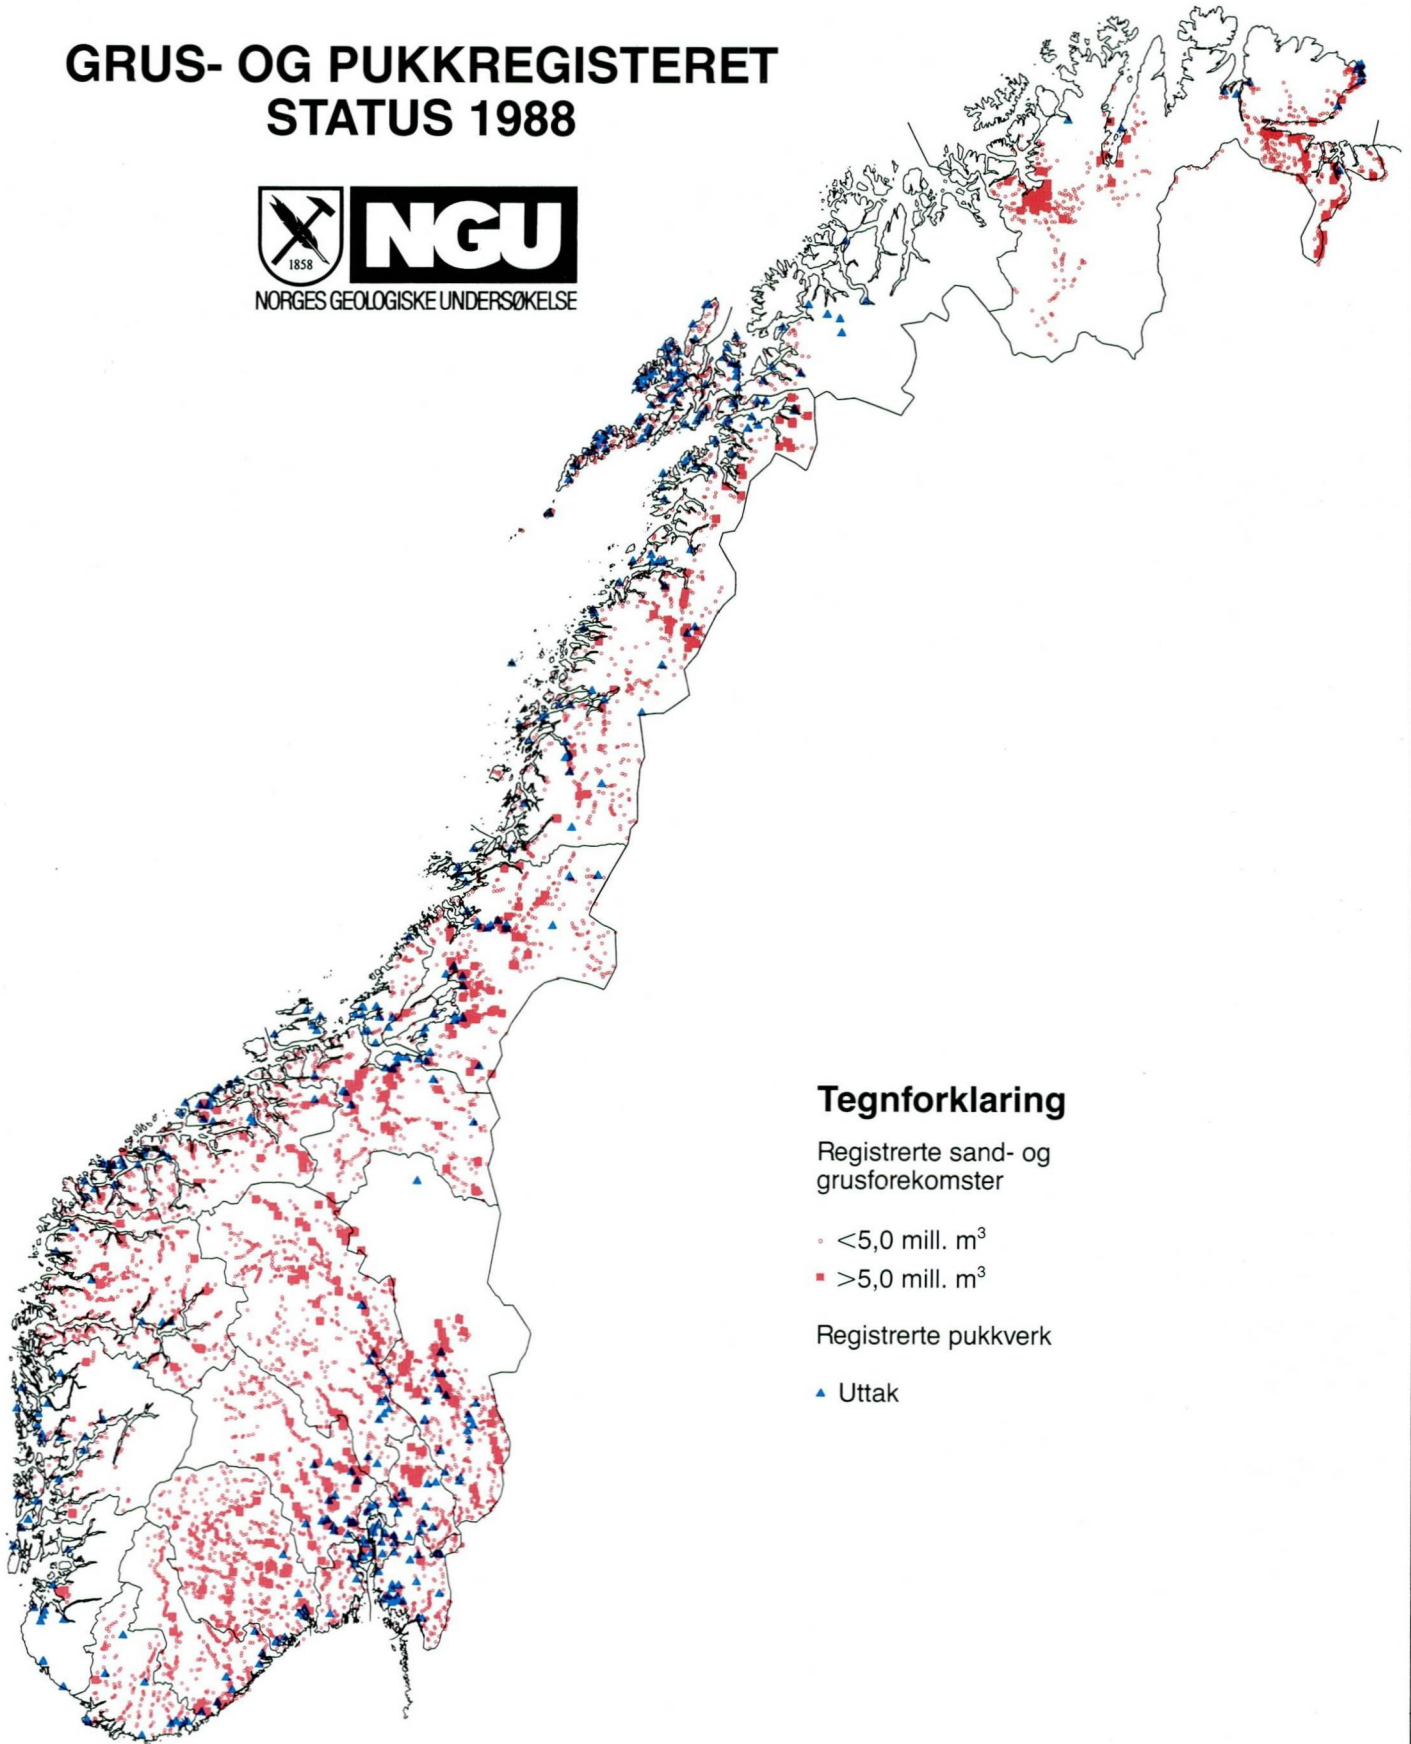 GRUS- OG PUKKREGISTERET
STATUS 1988
1858
NGU
NORGES GEOLOGISKE UNDERSØKELSE
Tegnforklaring
Registrerte sand- og
grusforekomster
<5,0 mill. m³
>5,0 mill. m³
Registrerte pukkverk
Uttak